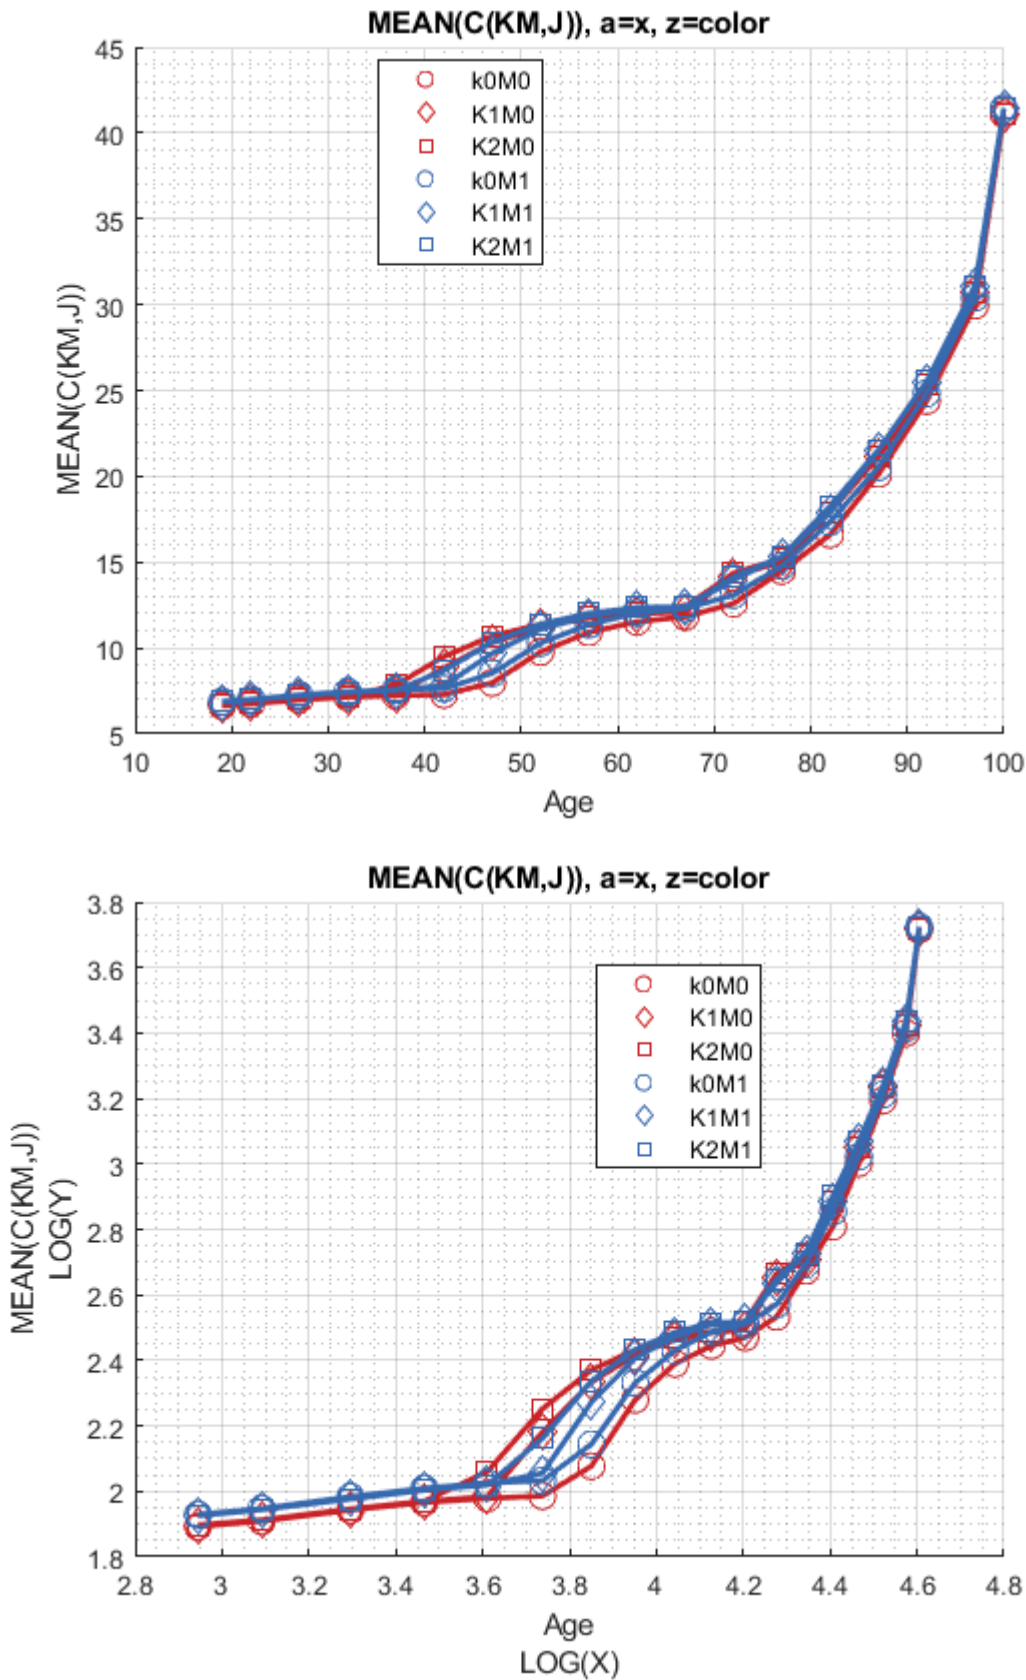 MEAN(C(KM,J)), a=x, z=color
45
40
35
30
25
20
15
10
5
MEAN(C(KM,J))
k0M0
K1M0
K2M0
k0M1
K1M1
K2M1
10 20 30 40 50 60 70 80 90 100
Age
MEAN(C(KM,J)), a=x, z=color
3.8
3.6
3.4
3.2
3
2.8
2.6
2.4
2.2
2
1.8
MEAN(C(KM,J))
LOG(Y)
k0M0
K1M0
K2M0
k0M1
K1M1
K2M1
2.8 3 3.2 3.4 3.6 3.8 4 4.2 4.4 4.6 4.8
Age
LOG(X)